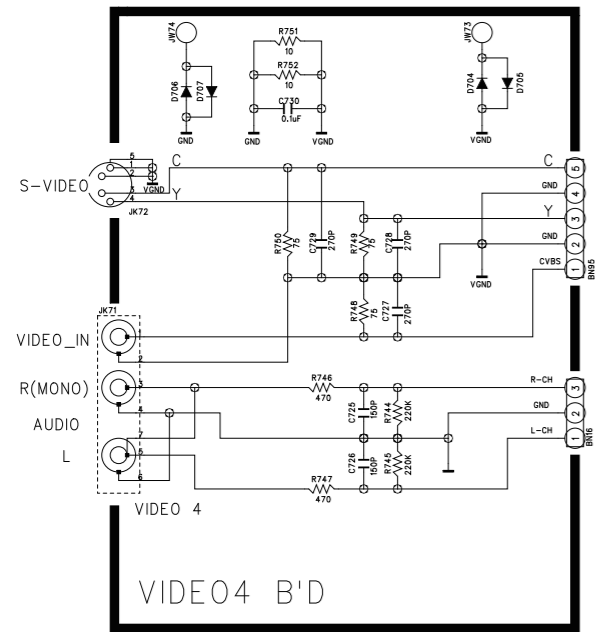 JW74
R751
10
R752
10
C730
0.1uF
JW73
D706
D707
D704
D705
GND
GND
VGND
VGND
S-VIDEO
5
1
2
3
4
VGND
JK72
C
Y
C
5
GND
4
Y
3
GND
2
CVBS
1
BN95
R750
75
C729
270P
R749
75
C728
270P
R748
75
C727
270P
VGND
JK71
VIDEO_IN
2
R(MONO)
3
4
AUDIO
7
L
5
6
VIDEO 4
R746
470
C725
150P
R744
220K
C726
150P
R745
220K
R747
470
R-CH
3
GND
2
L-CH
1
BN16
VIDEO4 B'D